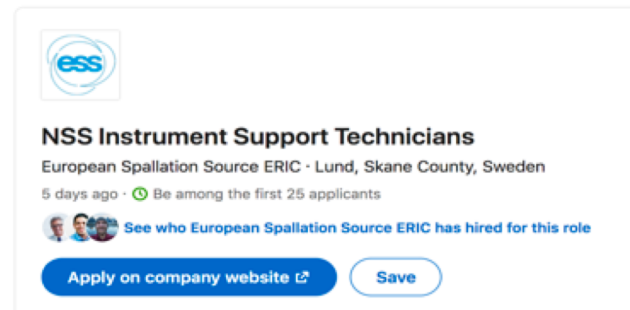 ess
NSS Instrument Support Technicians
European Spallation Source ERIC · Lund, Skane County, Sweden
5 days ago · Be among the first 25 applicants
See who European Spallation Source ERIC has hired for this role
Apply on company website
Save